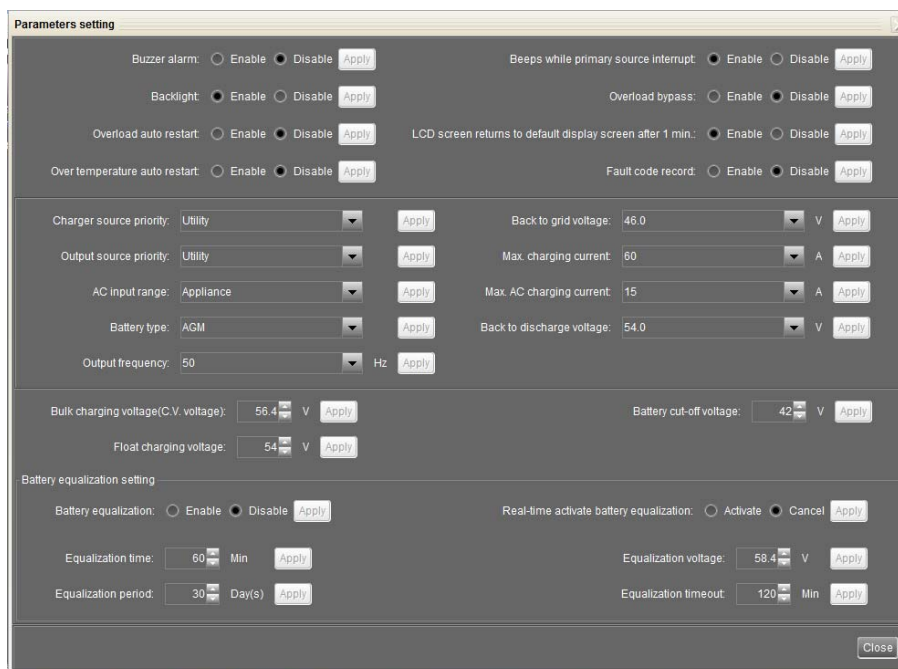 Parameters setting
Buzzer alarm: Enable Disable Apply Beeps while primary source interrupt: Enable Disable Apply
Backlight: Enable Disable Apply Overload bypass: Enable Disable Apply
Overload auto restart: Enable Disable Apply LCD screen returns to default display screen after 1 min.: Enable Disable Apply
Over temperature auto restart: Enable Disable Apply Fault code record: Enable Disable Apply
Charger source priority: Utility Apply Back to grid voltage: 46.0 V Apply
Output source priority: Utility Apply Max. charging current: 60 A Apply
AC input range: Appliance Apply Max. AC charging current: 15 A Apply
Battery type: AGM Apply Back to discharge voltage: 54.0 V Apply
Output frequency: 50 Hz Apply
Bulk charging voltage(C.V. voltage): 56.4 V Apply Battery cut-off voltage: 42 V Apply
Float charging voltage: 54 V Apply
Battery equalization setting
Battery equalization: Enable Disable Apply Real-time activate battery equalization: Activate Cancel Apply
Equalization time: 60 Min Apply Equalization voltage: 58.4 V Apply
Equalization period: 30 Day(s) Apply Equalization timeout: 120 Min Apply
Close